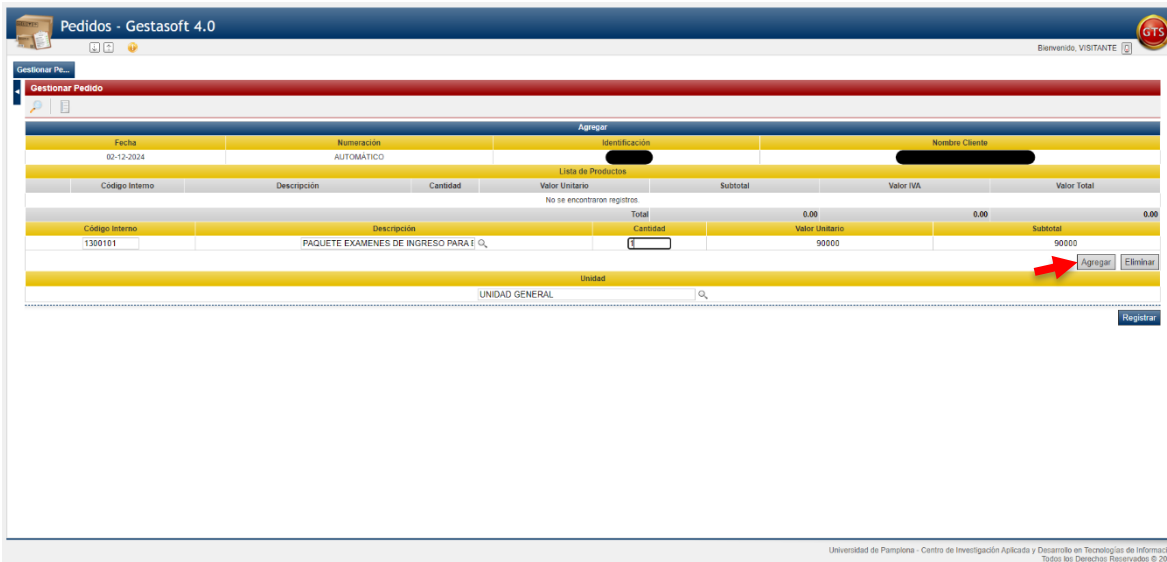 Pedidos - Gestasoft 4.0
GTS
Bienvenido, VISITANTE
Gestionar Pe...
Gestionar Pedido
Agregar
Fecha Numeración Identificación Nombre Cliente
02-12-2024 AUTOMÁTICO
Lista de Productos
Código Interno Descripción Cantidad Valor Unitario Subtotal Valor IVA Valor Total
No se encontraron registros.
Total 0.00 0.00 0.00
Código Interno Descripción Cantidad Valor Unitario Subtotal
1300101 PAQUETE EXAMENES DE INGRESO PARA E 1 90000 90000
Agregar Eliminar
Unidad
UNIDAD GENERAL
Registrar
Universidad de Pamplona - Centro de Investigación Aplicada y Desarrollo en Tecnologías de Informaci
Todos los Derechos Reservados © 20